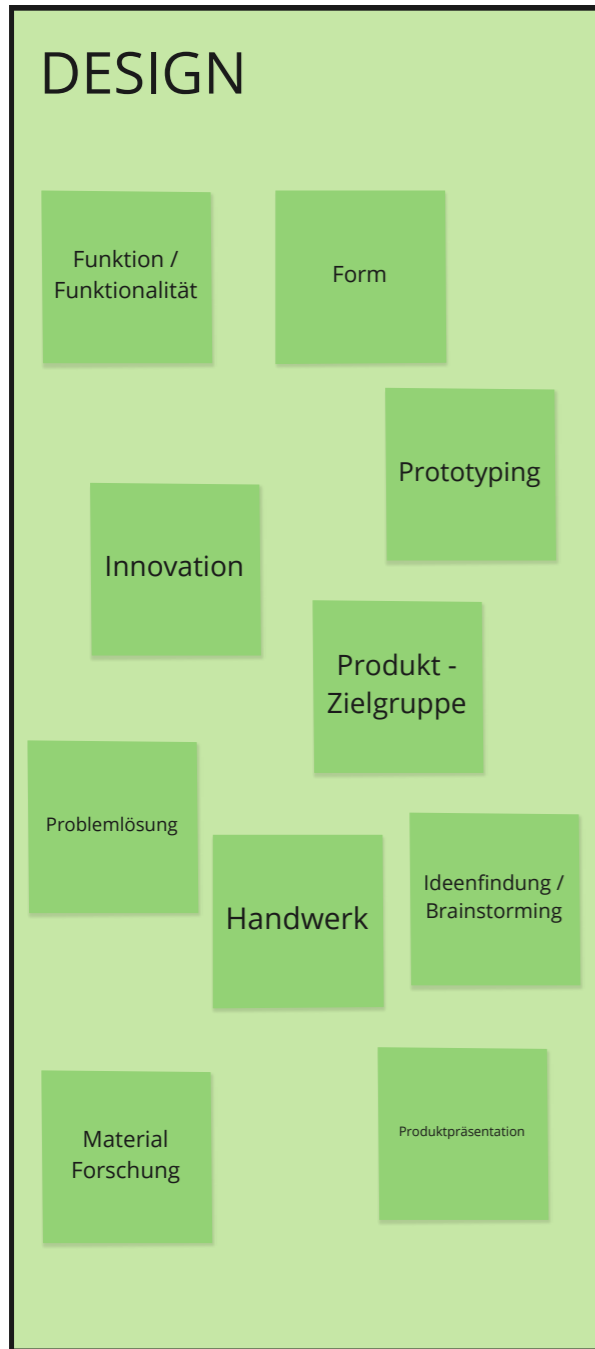 DESIGN
Funktion /
Funktionalität
Form
Prototyping
Innovation
Produkt -
Zielgruppe
Problemlösung
Handwerk
Ideenfindung /
Brainstorming
Material
Forschung
Produktpräsentation